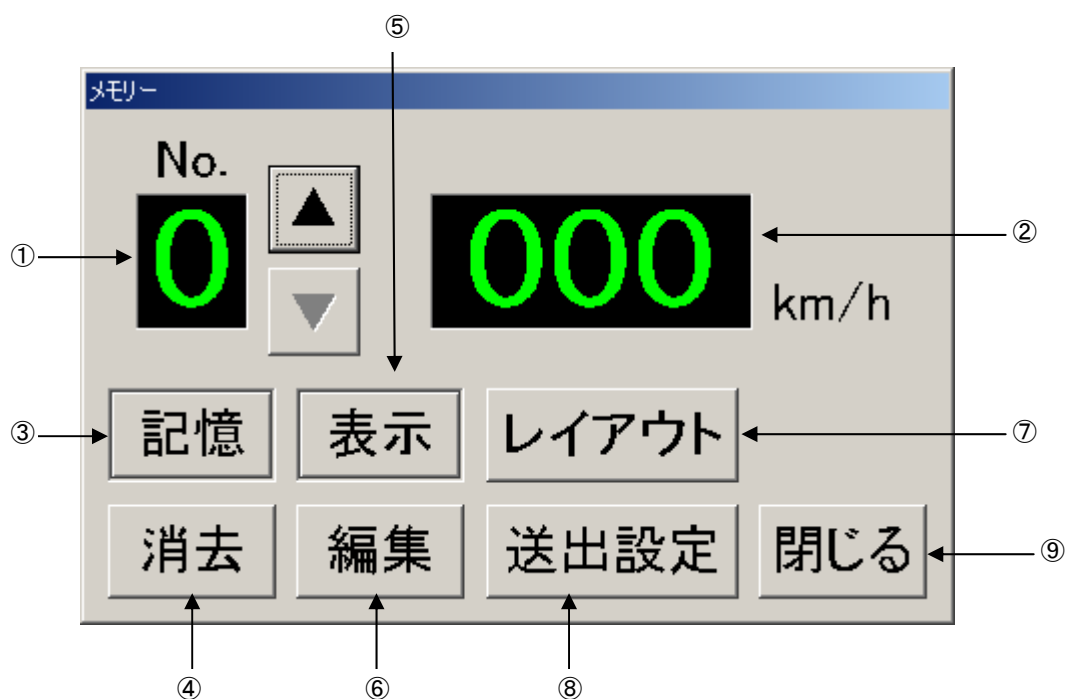 ⑤
メモリー
No.
▲
① 0 000 ②
▼
km/h
③ 記憶 表示 レイアウト ⑦
消去 編集 送出設定 閉じる ⑨
④ ⑥ ⑧